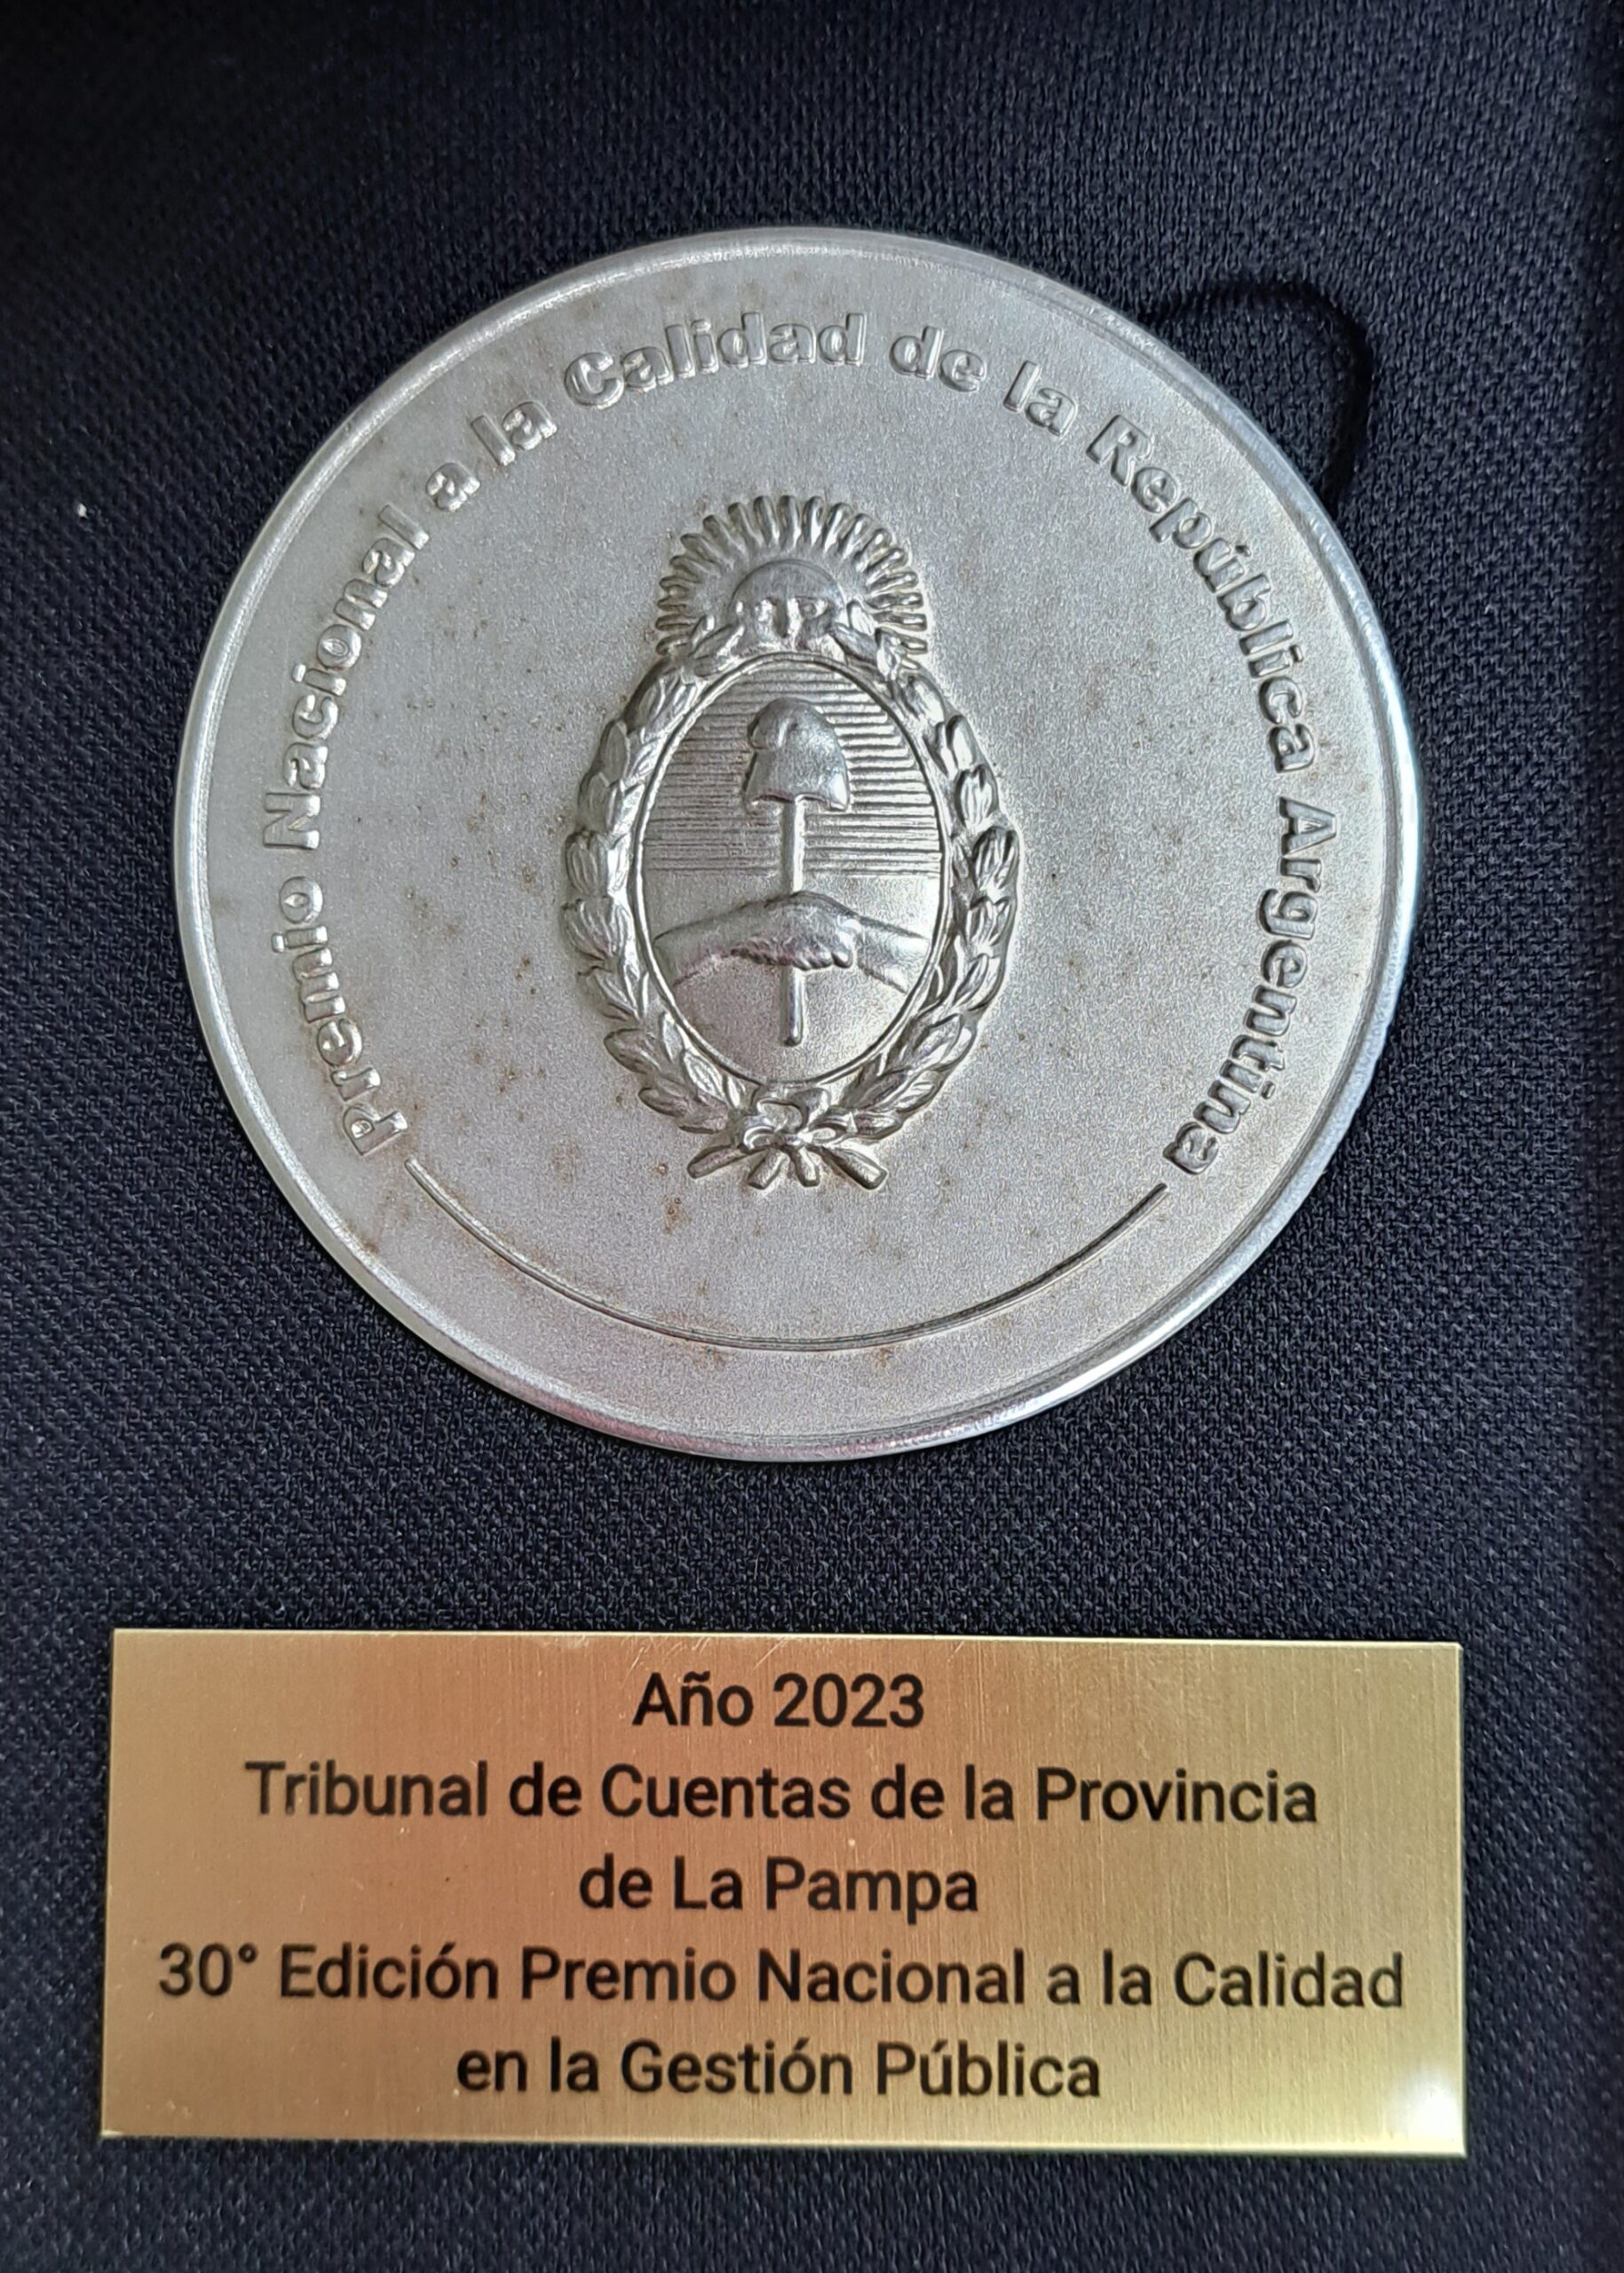 Premio Nacional a la Calidad de la República Argentina
Año 2023
Tribunal de Cuentas de la Provincia
de La Pampa
30° Edición Premio Nacional a la Calidad
en la Gestión Pública